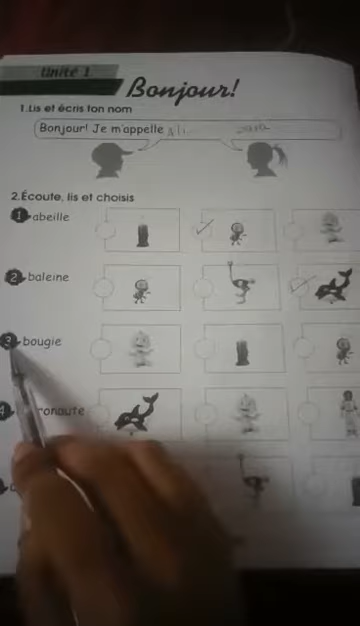 Unité 1
Bonjour!
1.Lis et écris ton nom
Bonjour! Je m'appelle Ali
2.Écoute, lis et choisis
1 abeille
2 baleine
3 bougie
4 ronaute